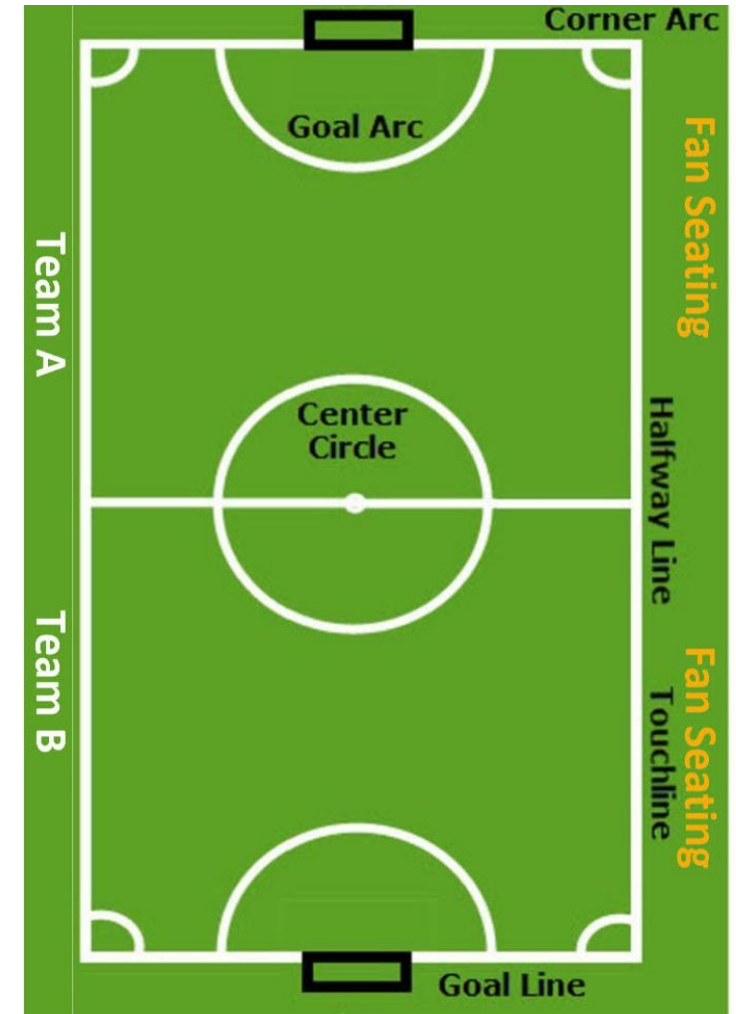 Corner Arc
Goal Arc
Fan Seating
Team A
Center
Circle
Halfway Line
Team B
Fan Seating
Touchline
Goal Line